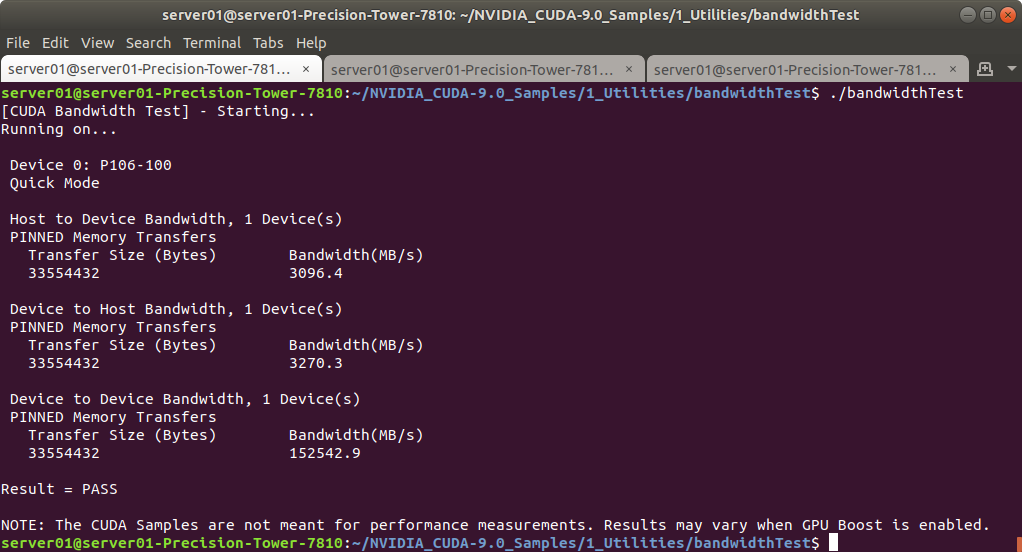 server01@server01-Precision-Tower-7810: ~/NVIDIA_CUDA-9.0_Samples/1_Utilities/bandwidthTest
File Edit View Search Terminal Tabs Help
server01@server01-Precision-Tower-781... × server01@server01-Precision-Tower-781... × server01@server01-Precision-Tower-781... ×
server01@server01-Precision-Tower-7810:~/NVIDIA_CUDA-9.0_Samples/1_Utilities/bandwidthTest$ ./bandwidthTest
[CUDA Bandwidth Test] - Starting...
Running on...
Device 0: P106-100
Quick Mode
Host to Device Bandwidth, 1 Device(s)
PINNED Memory Transfers
Transfer Size (Bytes) Bandwidth(MB/s)
33554432 3096.4
Device to Host Bandwidth, 1 Device(s)
PINNED Memory Transfers
Transfer Size (Bytes) Bandwidth(MB/s)
33554432 3270.3
Device to Device Bandwidth, 1 Device(s)
PINNED Memory Transfers
Transfer Size (Bytes) Bandwidth(MB/s)
33554432 152542.9
Result = PASS
NOTE: The CUDA Samples are not meant for performance measurements. Results may vary when GPU Boost is enabled.
server01@server01-Precision-Tower-7810:~/NVIDIA_CUDA-9.0_Samples/1_Utilities/bandwidthTest$